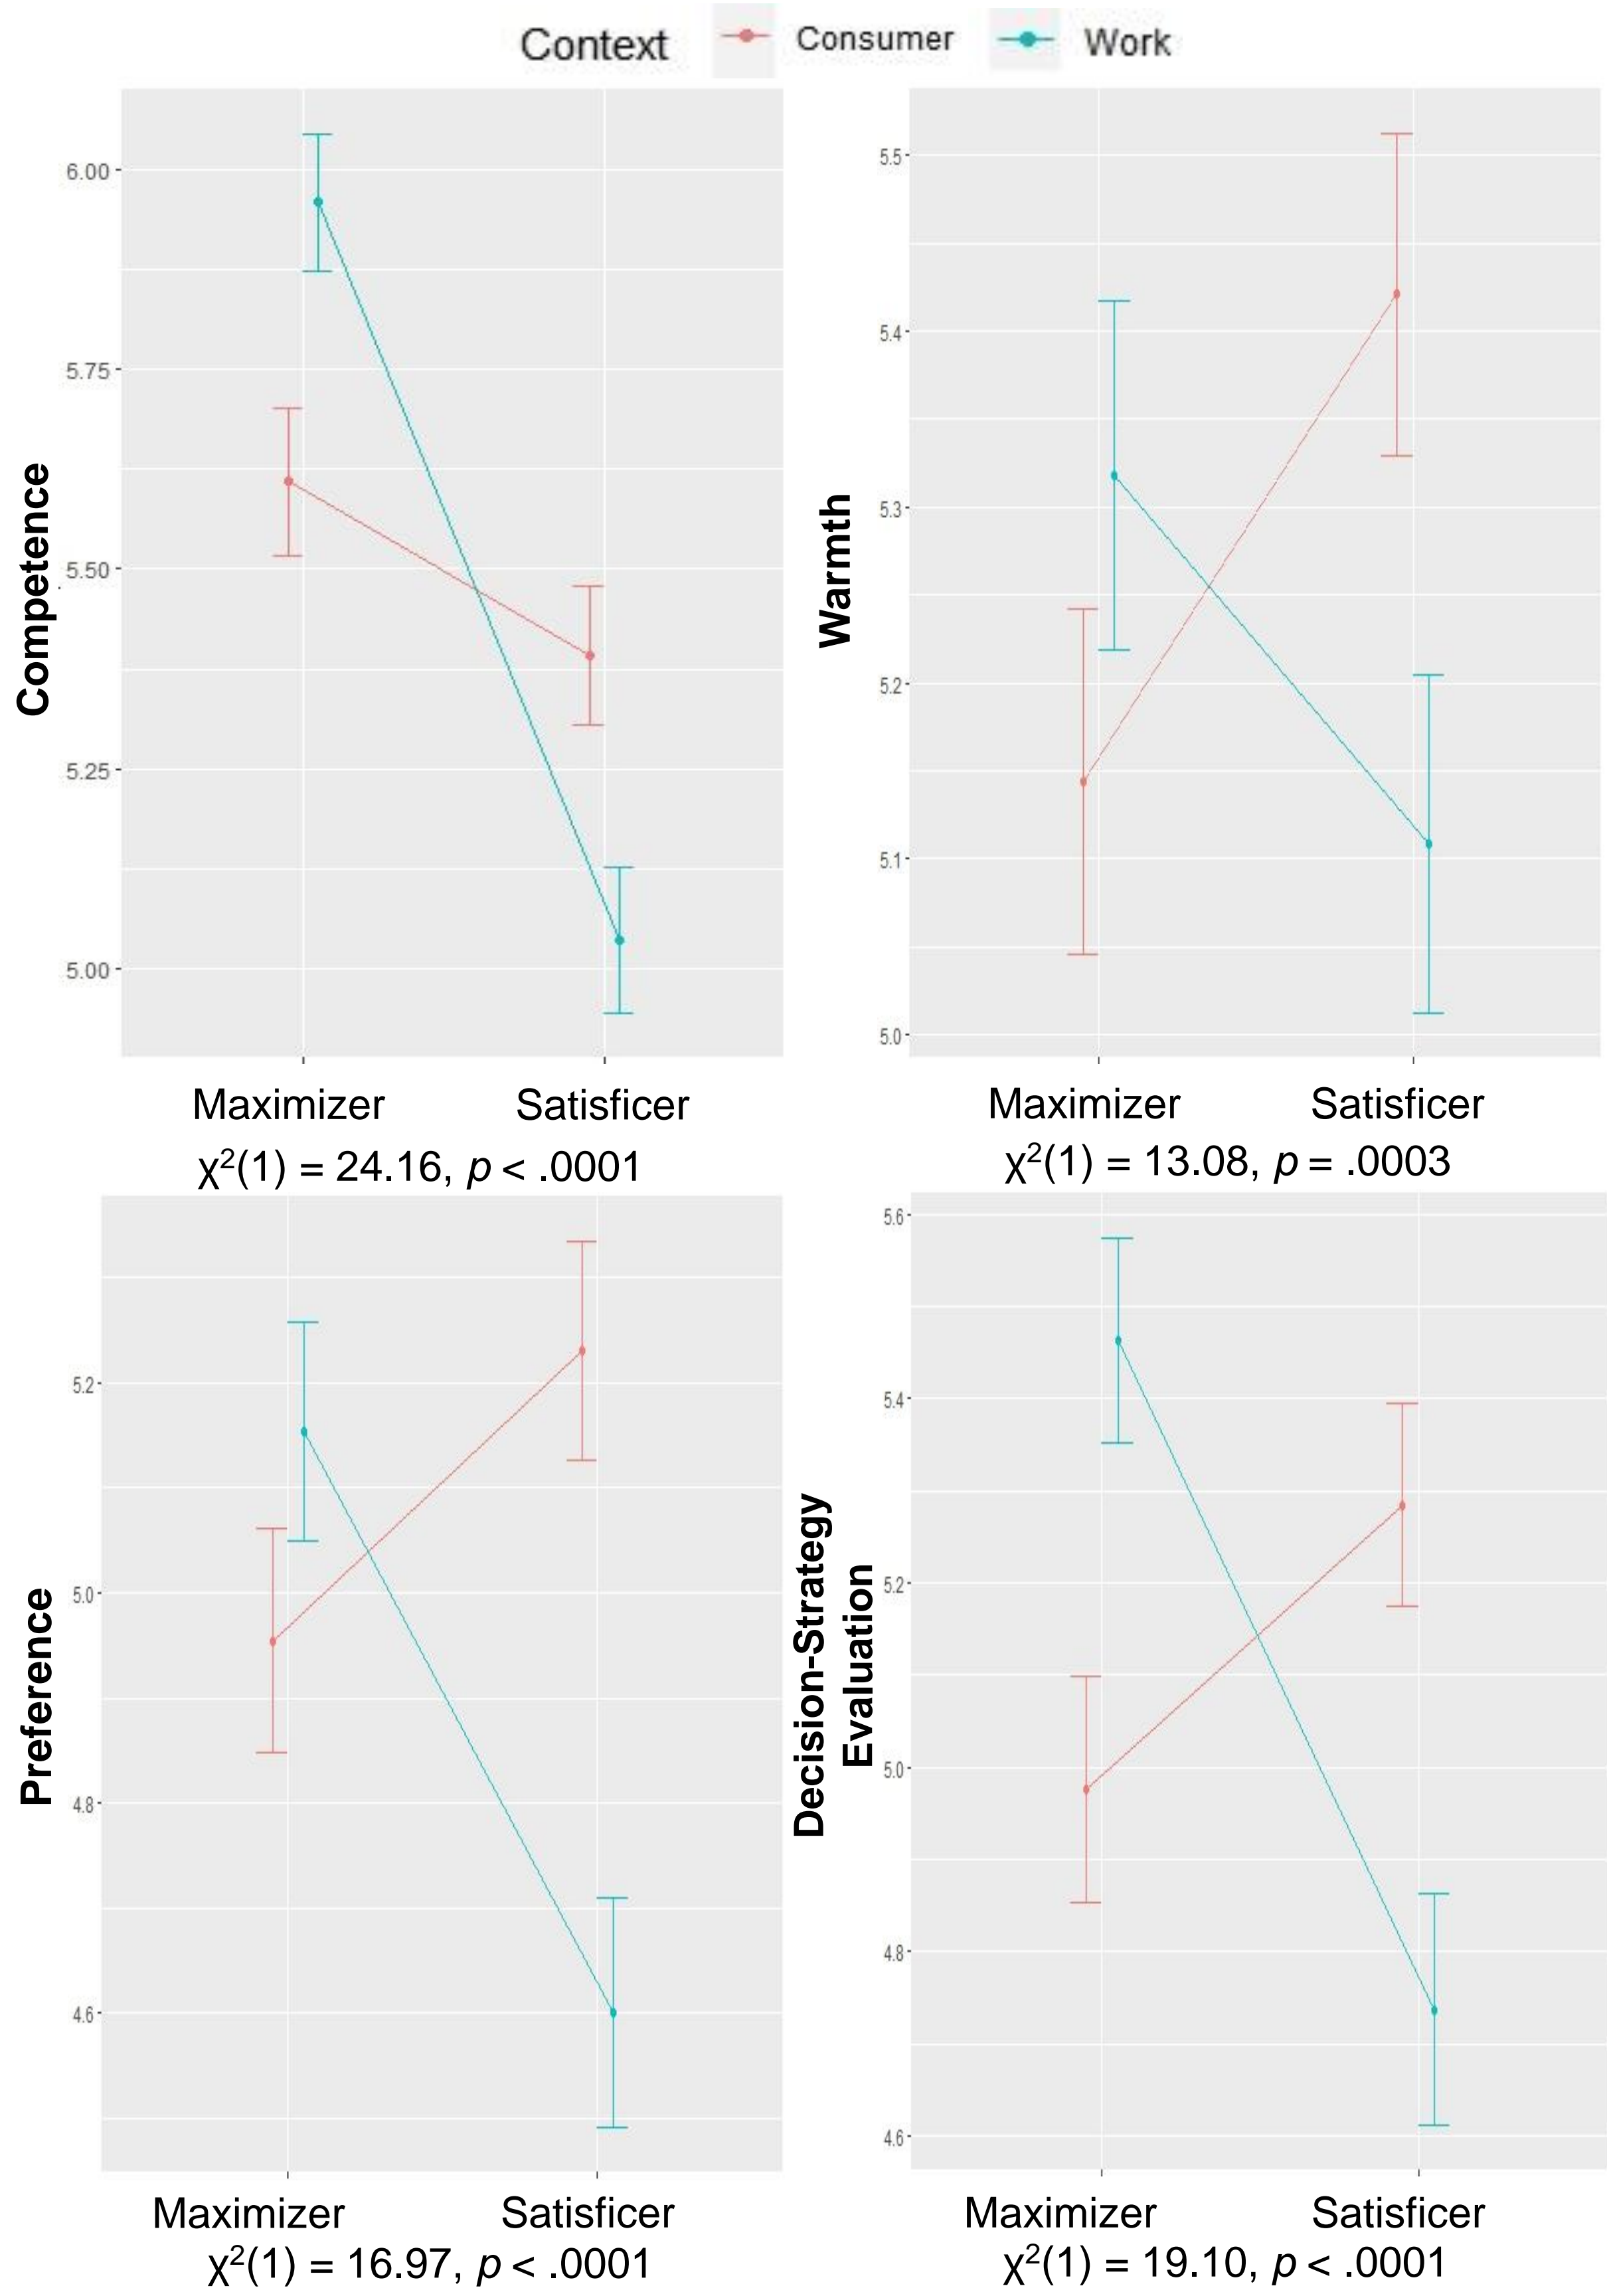 Context Consumer Work
Competence
6.00
5.75
5.50
5.25
5.00
Maximizer Satisficer
χ²(1) = 24.16, p < .0001
Warmth
5.5
5.4
5.3
5.2
5.1
5.0
Maximizer Satisficer
χ²(1) = 13.08, p = .0003
Preference
5.2
5.0
4.8
4.6
Maximizer Satisficer
χ²(1) = 16.97, p < .0001
Decision-Strategy
Evaluation
5.6
5.4
5.2
5.0
4.8
4.6
Maximizer Satisficer
χ²(1) = 19.10, p < .0001